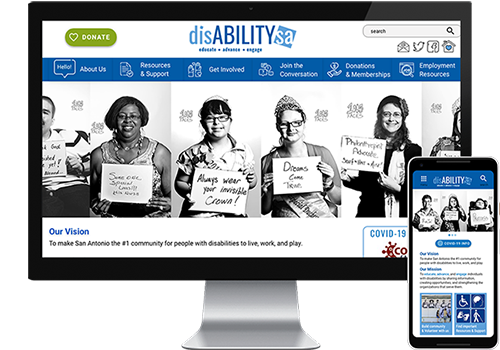 DONATE
disABILITYsa
educate • advance • engage
search
Hello!
About Us
Resources
& Support
Get Involved
Join the
Conversation
Donations
& Memberships
Employment
Resources
Always wear
your invisible
Crown!
Dreams
Come
True
Philanthropist
Advocate
Our Vision
To make San Antonio the #1 community for people with disabilities to live, work, and play.
COVID-19
disABILITYsa
COVID-19 INFO
Our Vision
To make San Antonio the #1 community for
people with disabilities to live, work, and play.
Our Mission
To educate, advance and engage individuals
with disabilities by sharing information,
creating opportunities, and strengthening the
organizations that serve them.
Build community
& Volunteer with us
Find Important
Resources & Support